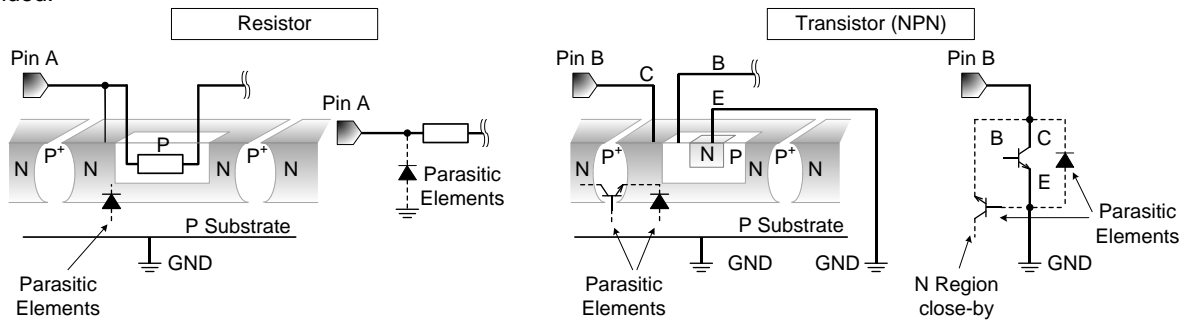 Resistor
Transistor (NPN)
Pin A
Pin A
P
N
P+
N
N
P+
N
Parasitic
Elements
P Substrate
GND
Parasitic
Elements
Pin B
C
B
E
N
P+
N
N
P
N
P+
N
P Substrate
GND
GND
Parasitic
Elements
Pin B
B
C
E
Parasitic
Elements
GND
N Region
close-by